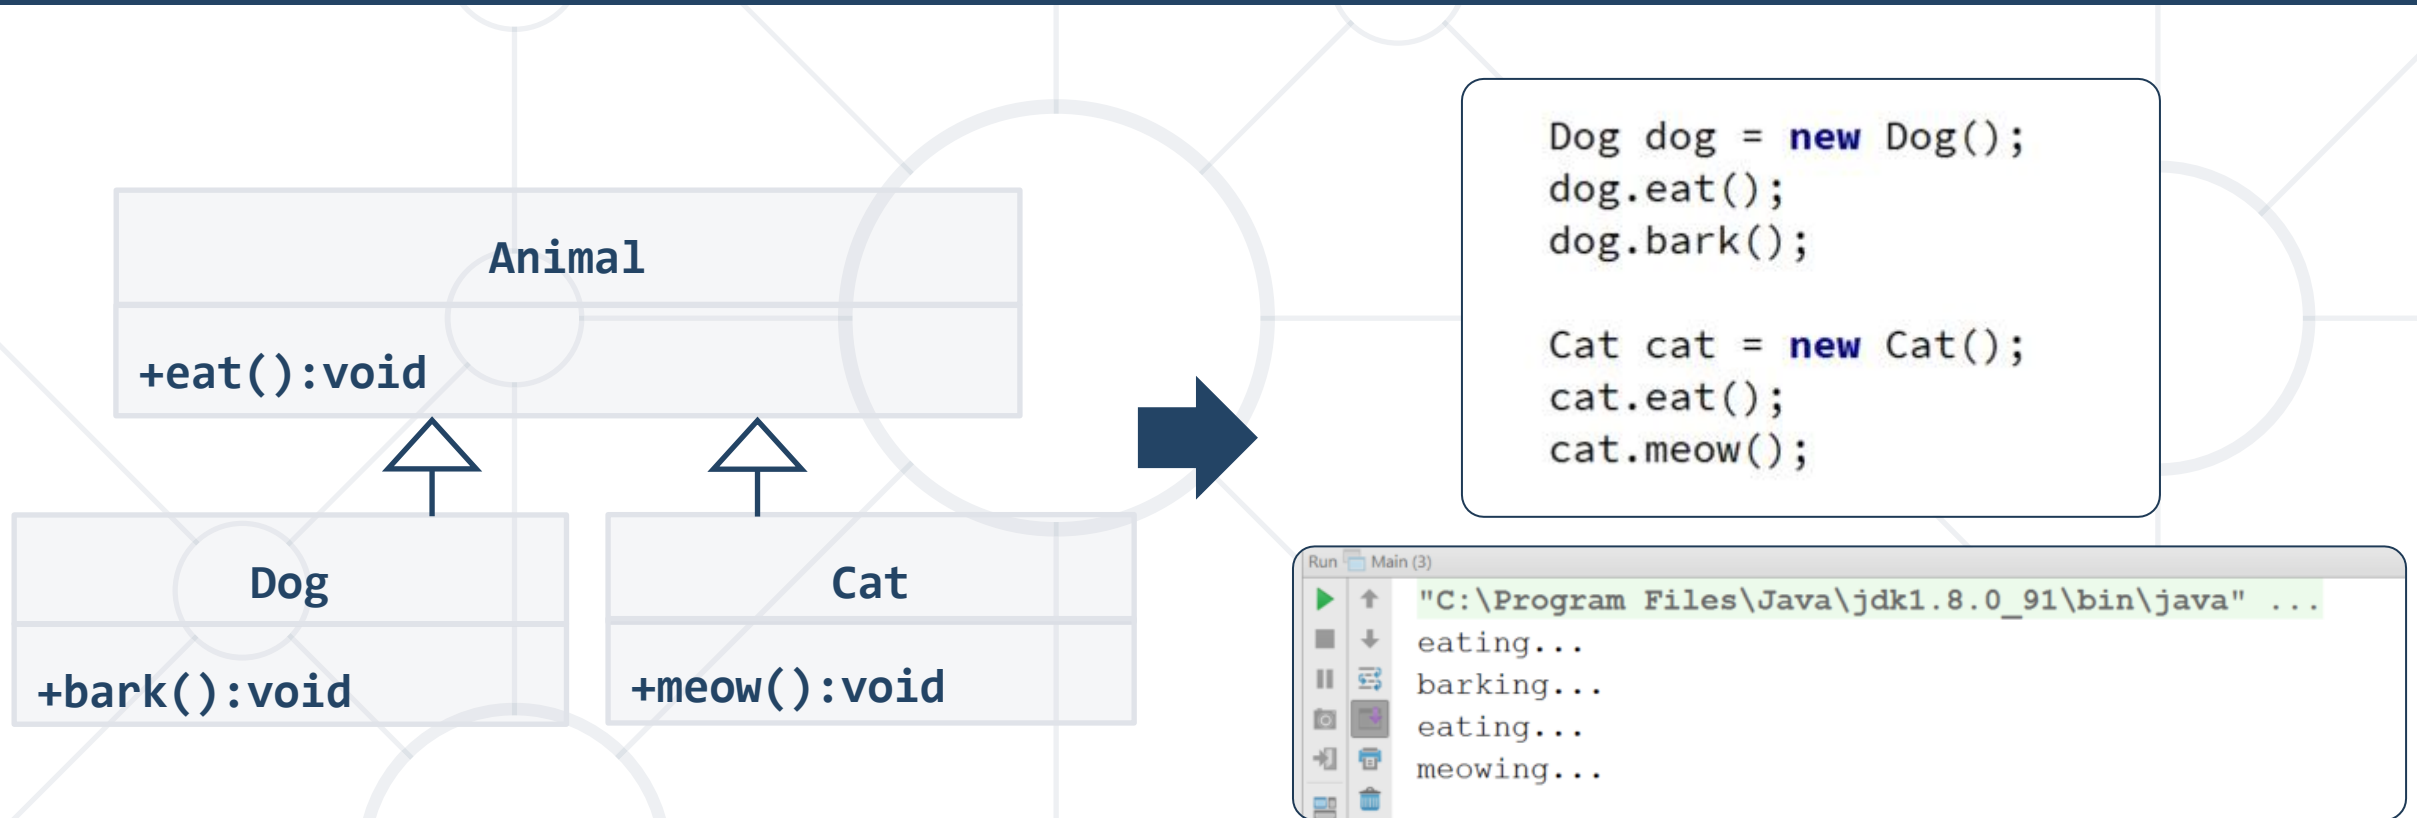 Animal
+eat():void
Dog
+bark():void
Cat
+meow():void
Dog dog = new Dog();
dog.eat();
dog.bark();
Cat cat = new Cat();
cat.eat();
cat.meow();
Run Main (3)
"C:\Program Files\Java\jdk1.8.0_91\bin\java" ...
eating...
barking...
eating...
meowing...